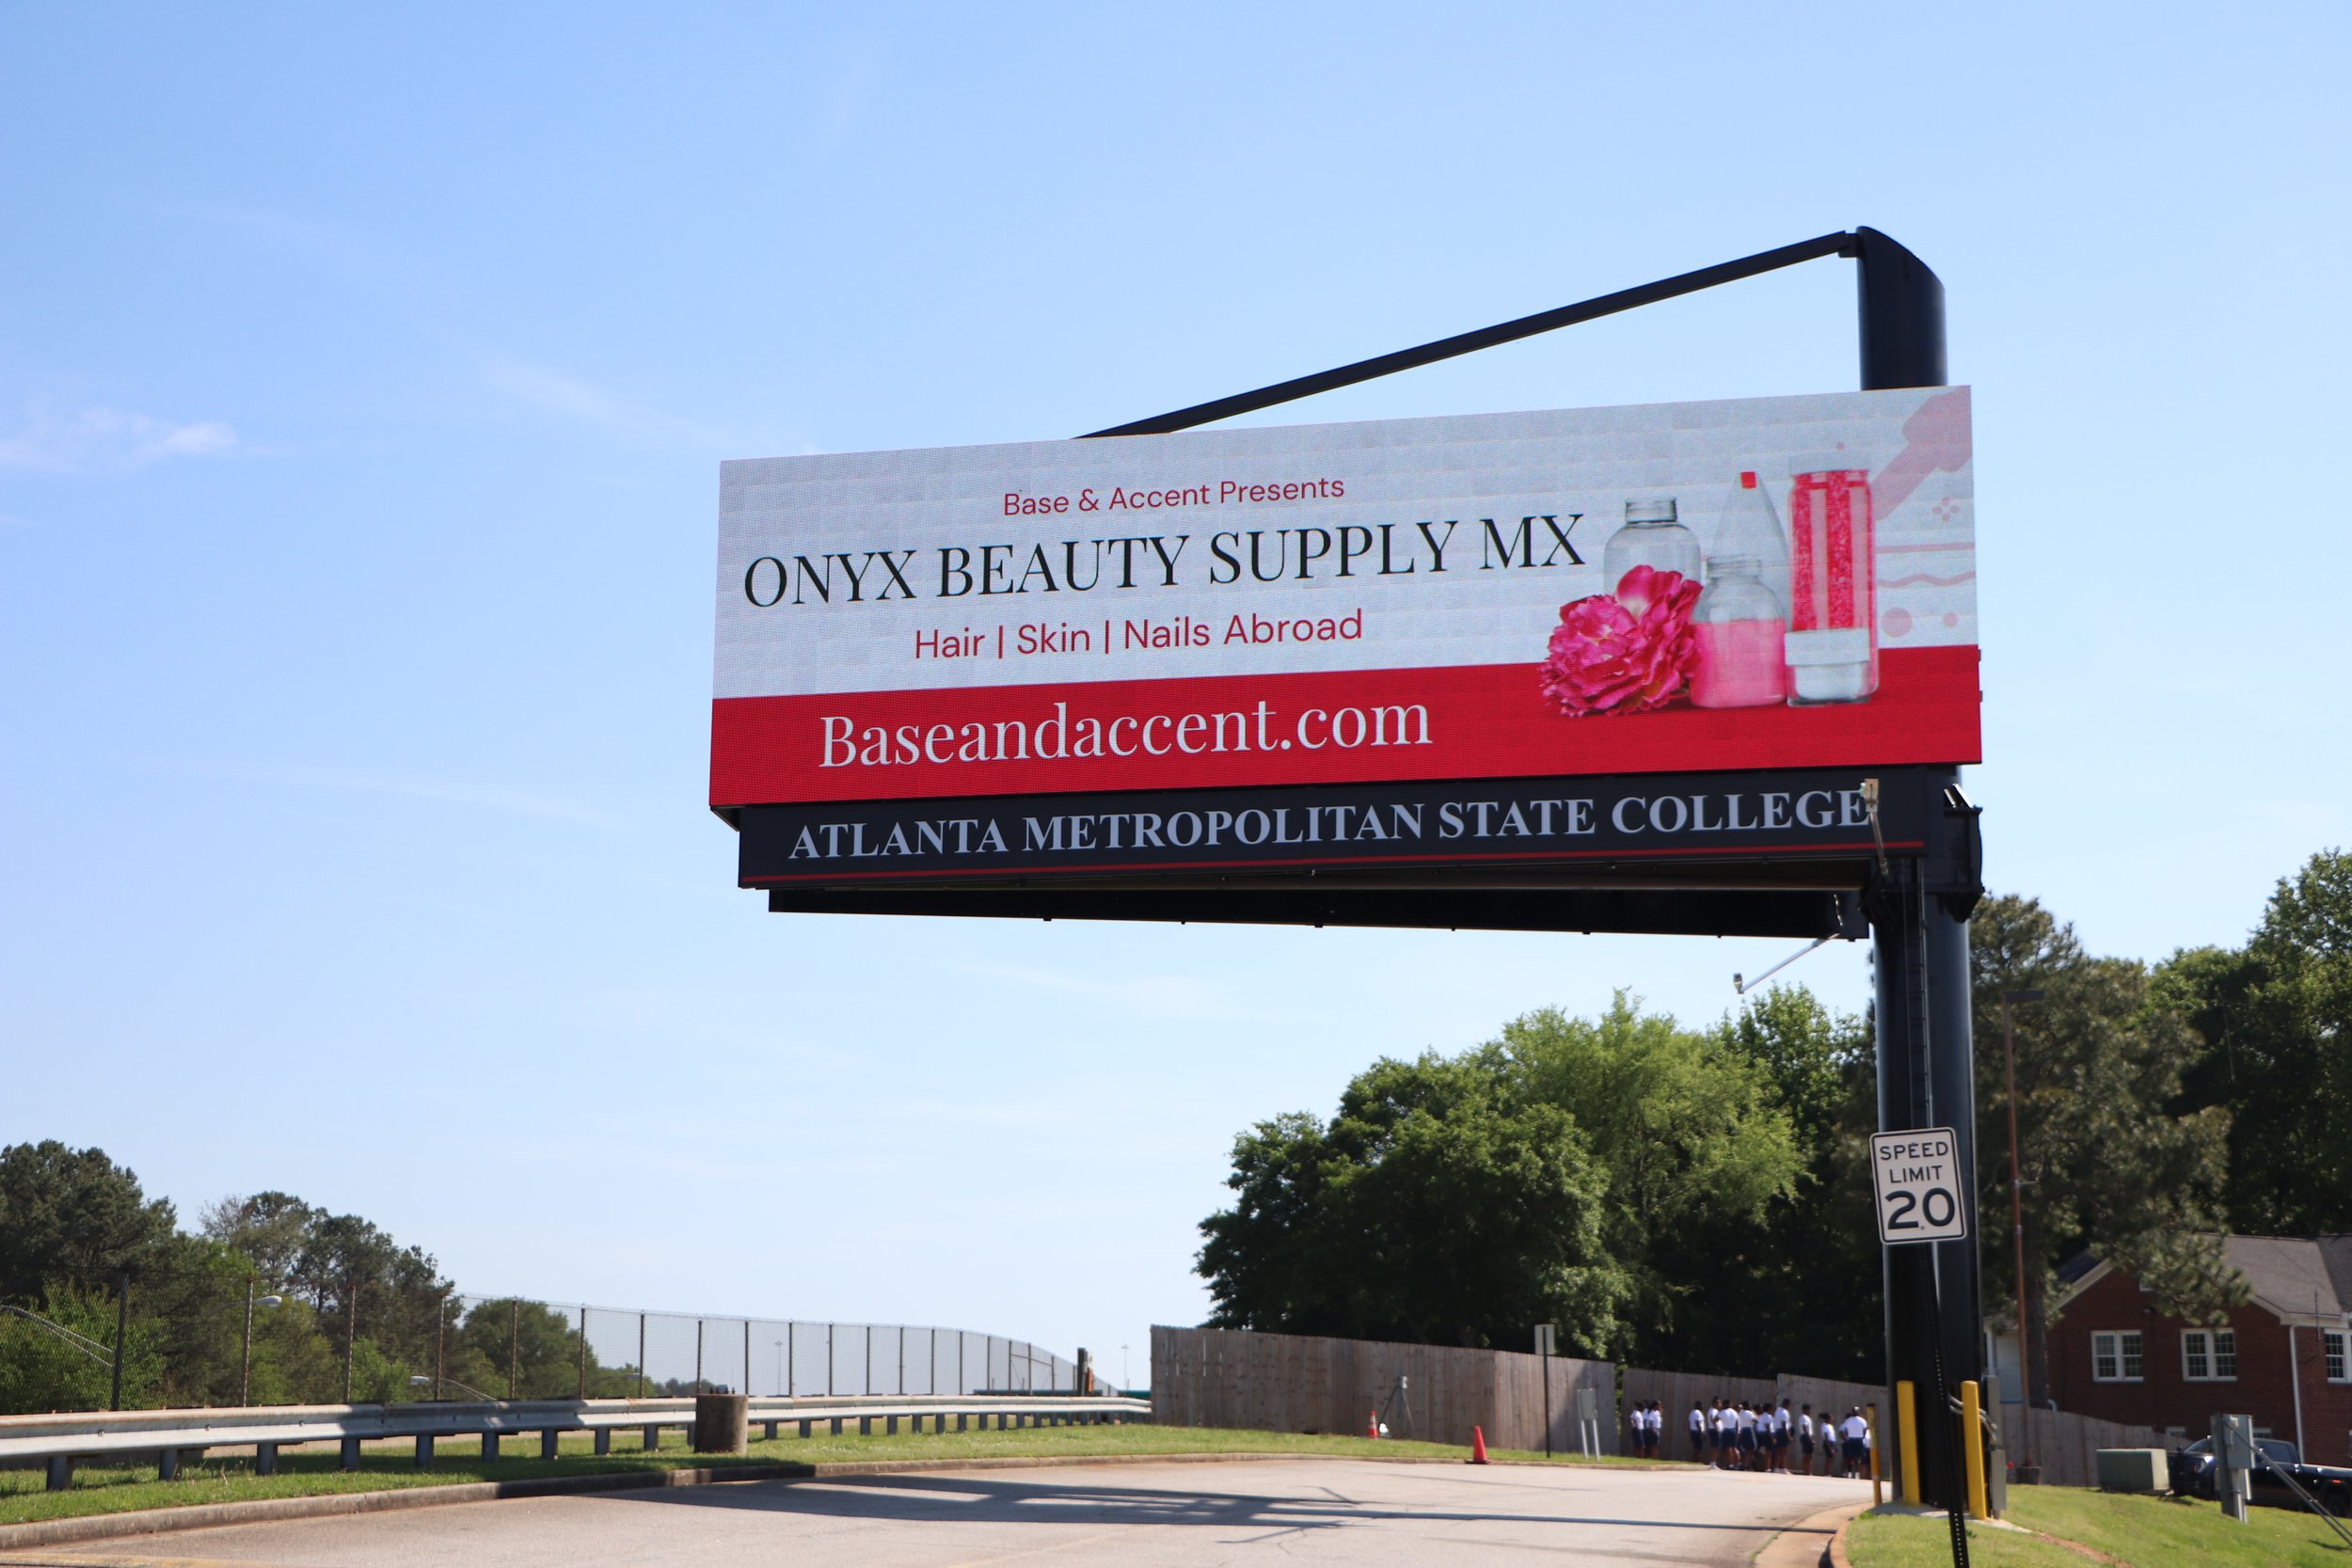 Base & Accent Presents
ONYX BEAUTY SUPPLY MX
Hair | Skin | Nails Abroad
Baseandaccent.com
ATLANTA METROPOLITAN STATE COLLEGE
SPEED
LIMIT
20